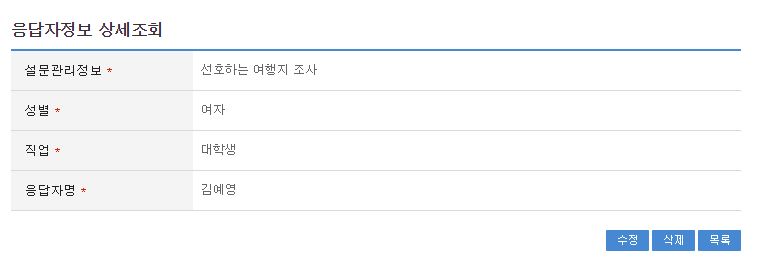 응답자정보 상세조회
설문관리정보 * 선호하는 여행지 조사
성별 * 여자
직업 * 대학생
응답자명 * 김예영
수정 삭제 목록